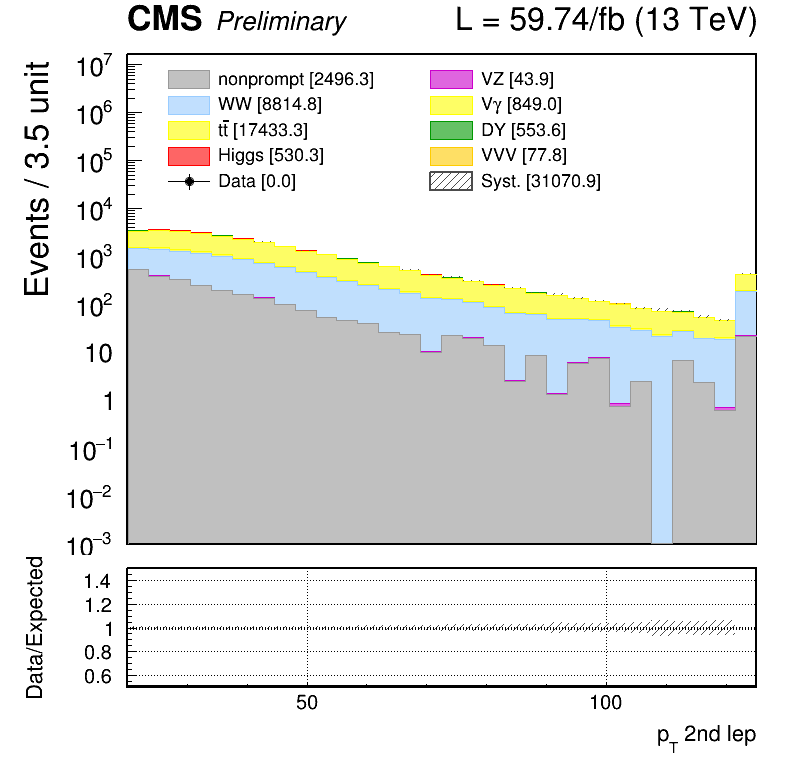 CMS Preliminary L = 59.74/fb (13 TeV)
Events / 3.5 unit
10⁷
10⁶
10⁵
10⁴
10³
10²
10
1
10⁻¹
10⁻²
10⁻³
nonprompt [2496.3]
WW [8814.8]
tt̄ [17433.3]
Higgs [530.3]
Data [0.0]
VZ [43.9]
Vγ [849.0]
DY [553.6]
VVV [77.8]
Syst. [31070.9]
Data/Expected
1.4
1.2
1
0.8
0.6
50 100
p_T 2nd lep